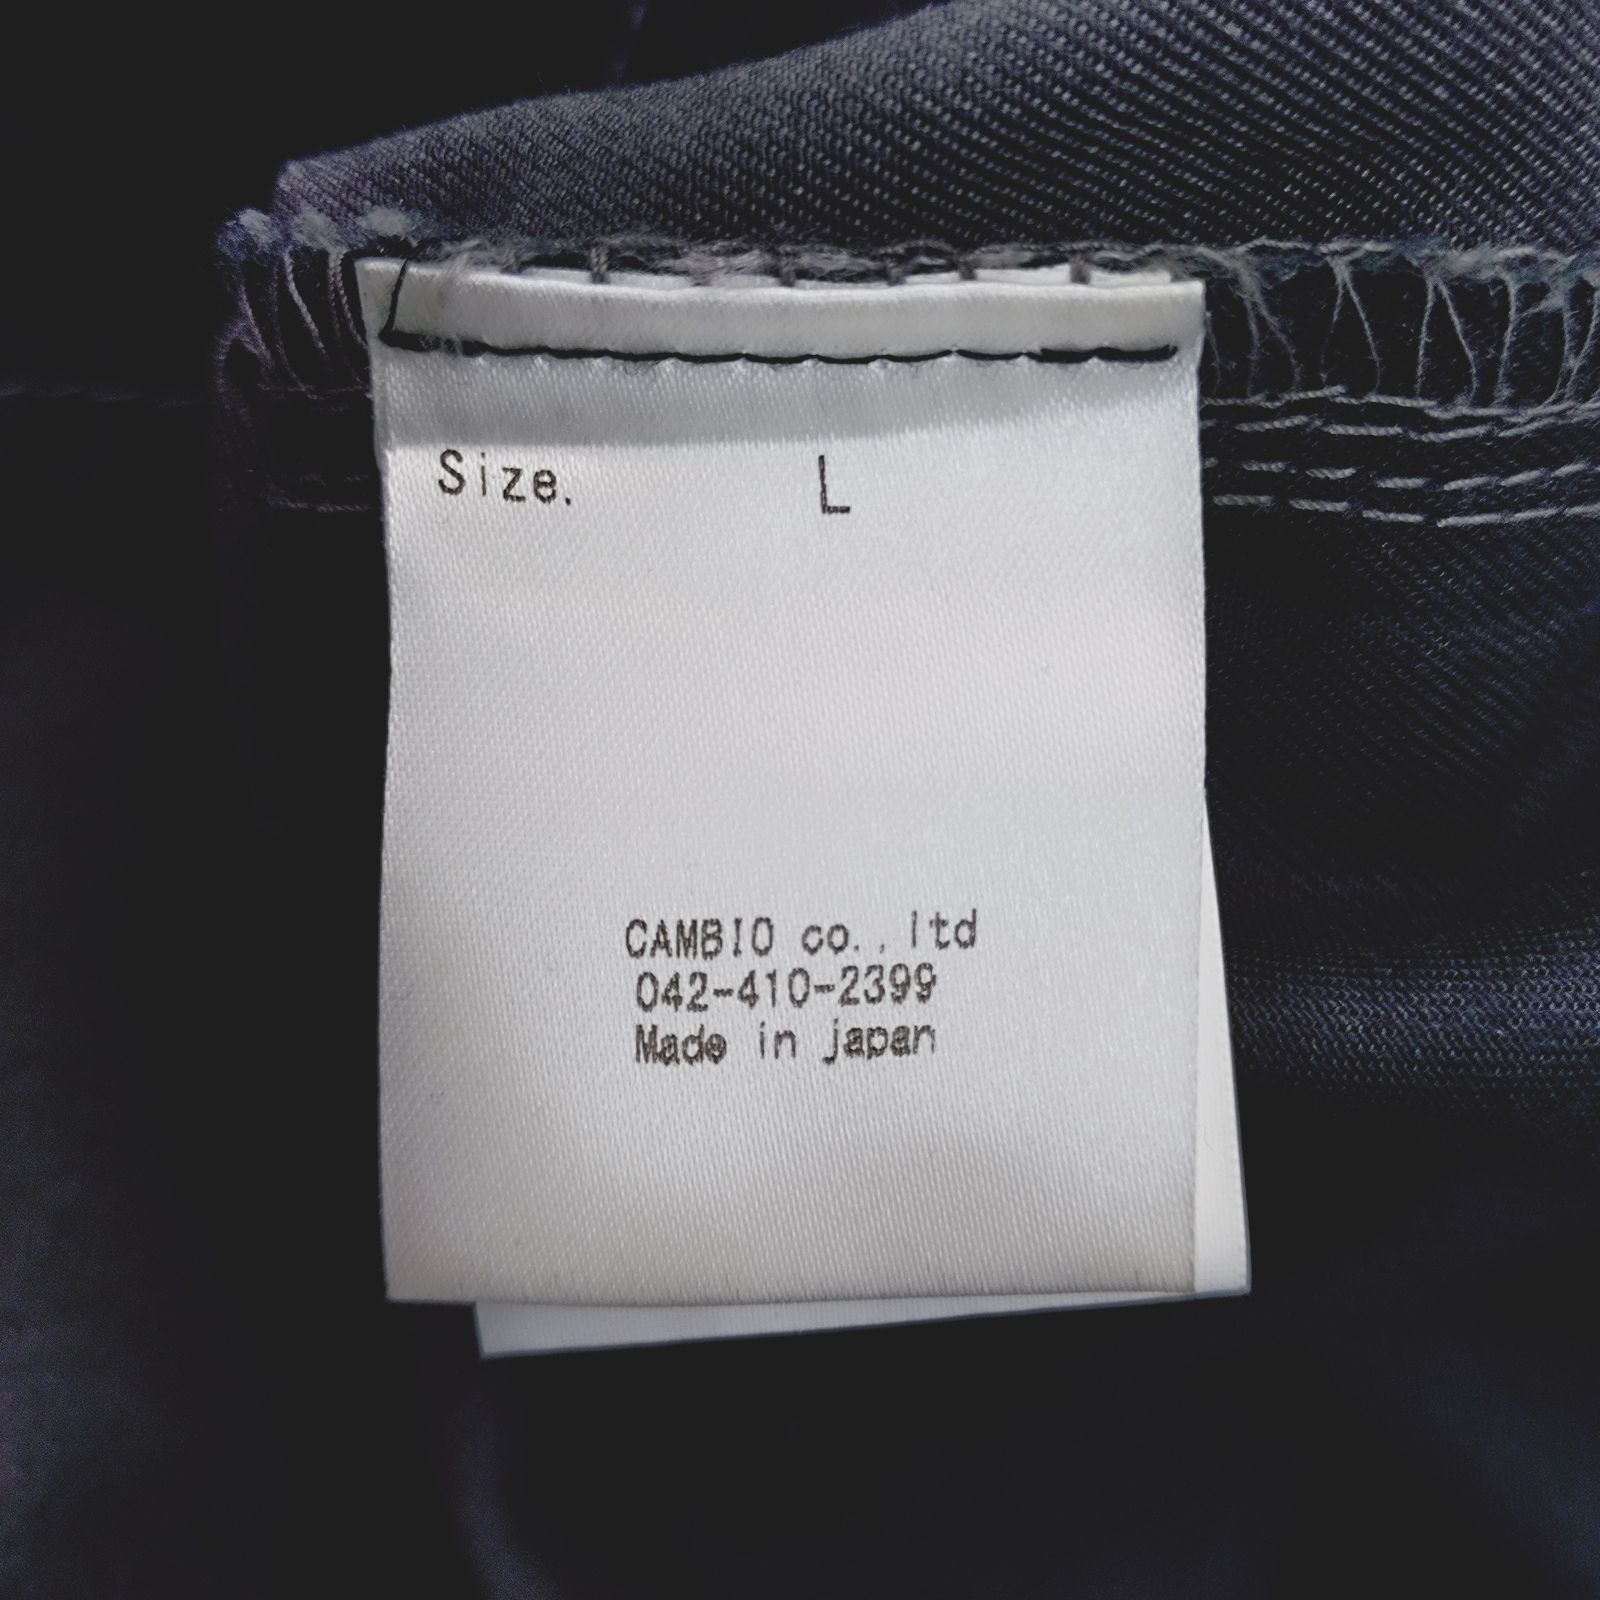 Size. L
CAMBIO co.,ltd
042-410-2399
Made in japan